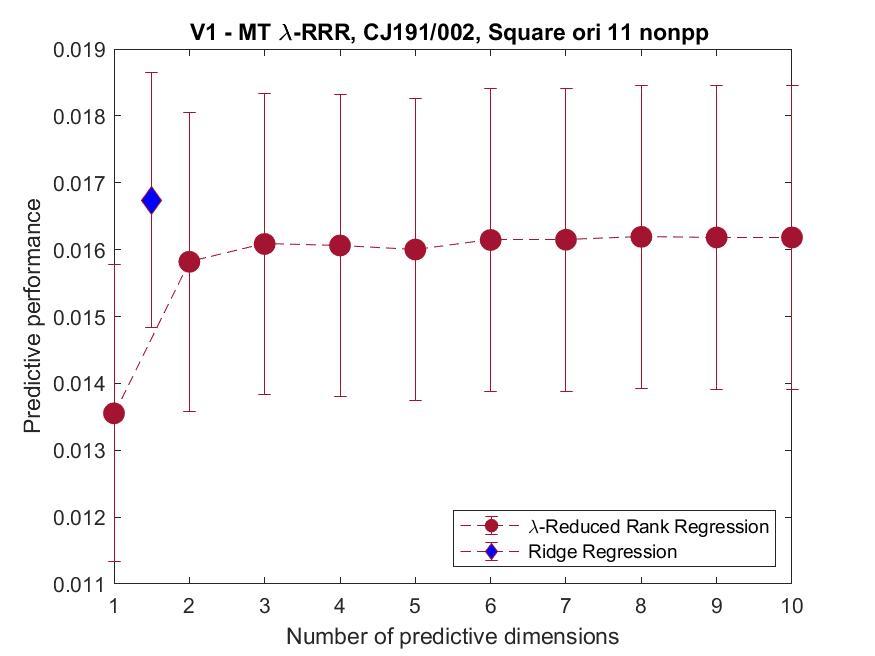 V1 - MT λ-RRR, CJ191/002, Square ori 11 nonpp
0.019
0.018
0.017
0.016
0.015
0.014
0.013
0.012
0.011
Predictive performance
1 2 3 4 5 6 7 8 9 10
Number of predictive dimensions
λ-Reduced Rank Regression
Ridge Regression